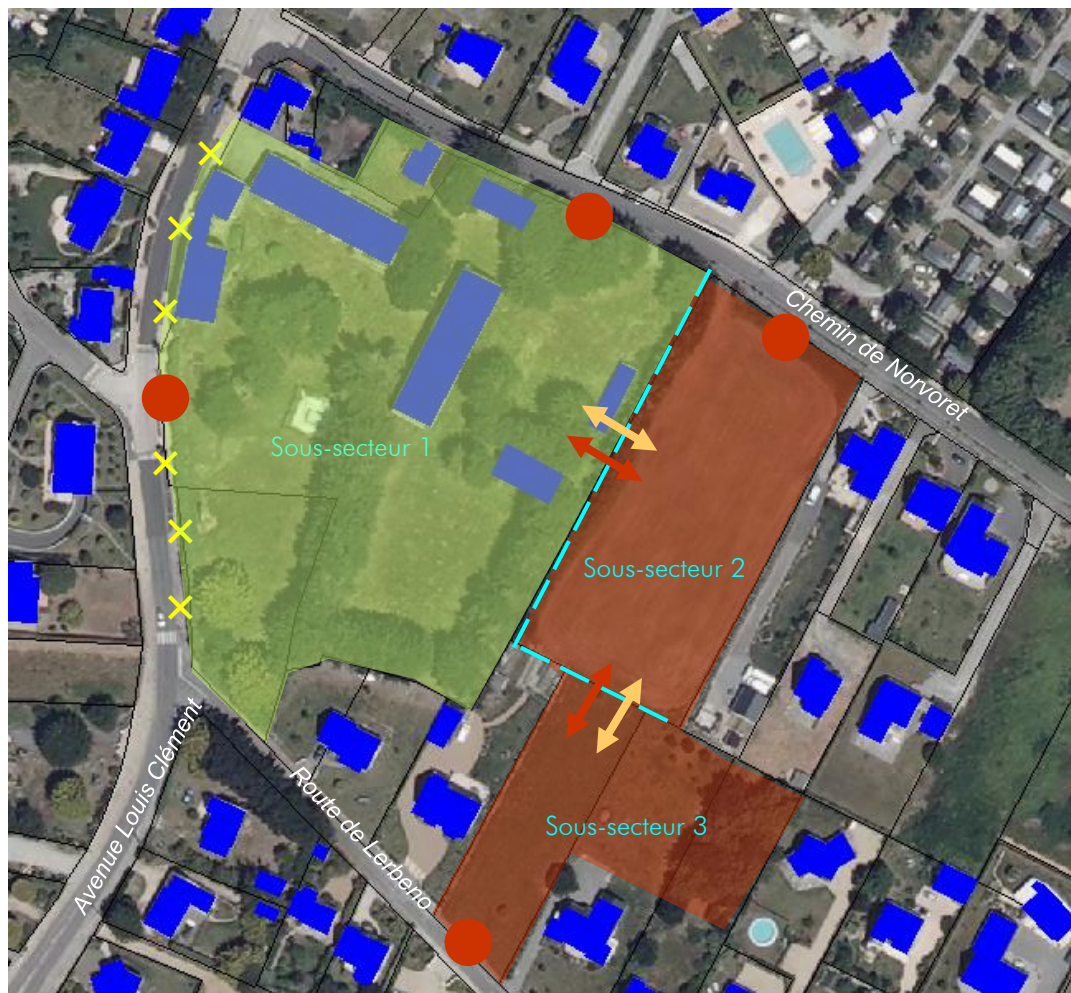 Chemin de Norvoret
Sous-secteur 1
Sous-secteur 2
Avenue Louis Clément
Route de Lerbeno
Sous-secteur 3